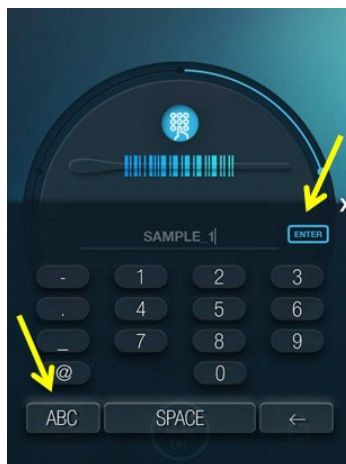 X
SAMPLE_1
ENTER
- 1 2 3
. 4 5 6
_ 7 8 9
@ 0
ABC SPACE ←